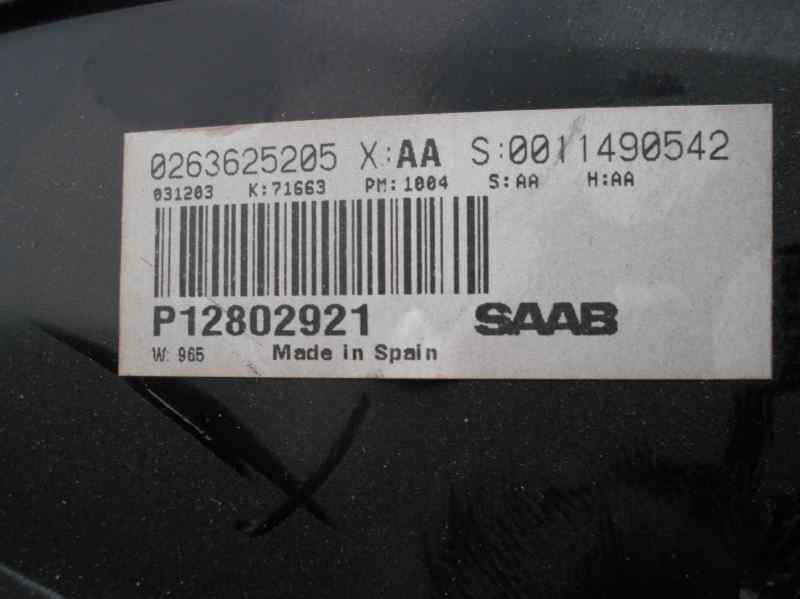 0263625205 X:AA S:0011490542
031203 K:71663 PM:1004 S:AA H:AA
P12802921 SAAB
W: 965 Made in Spain